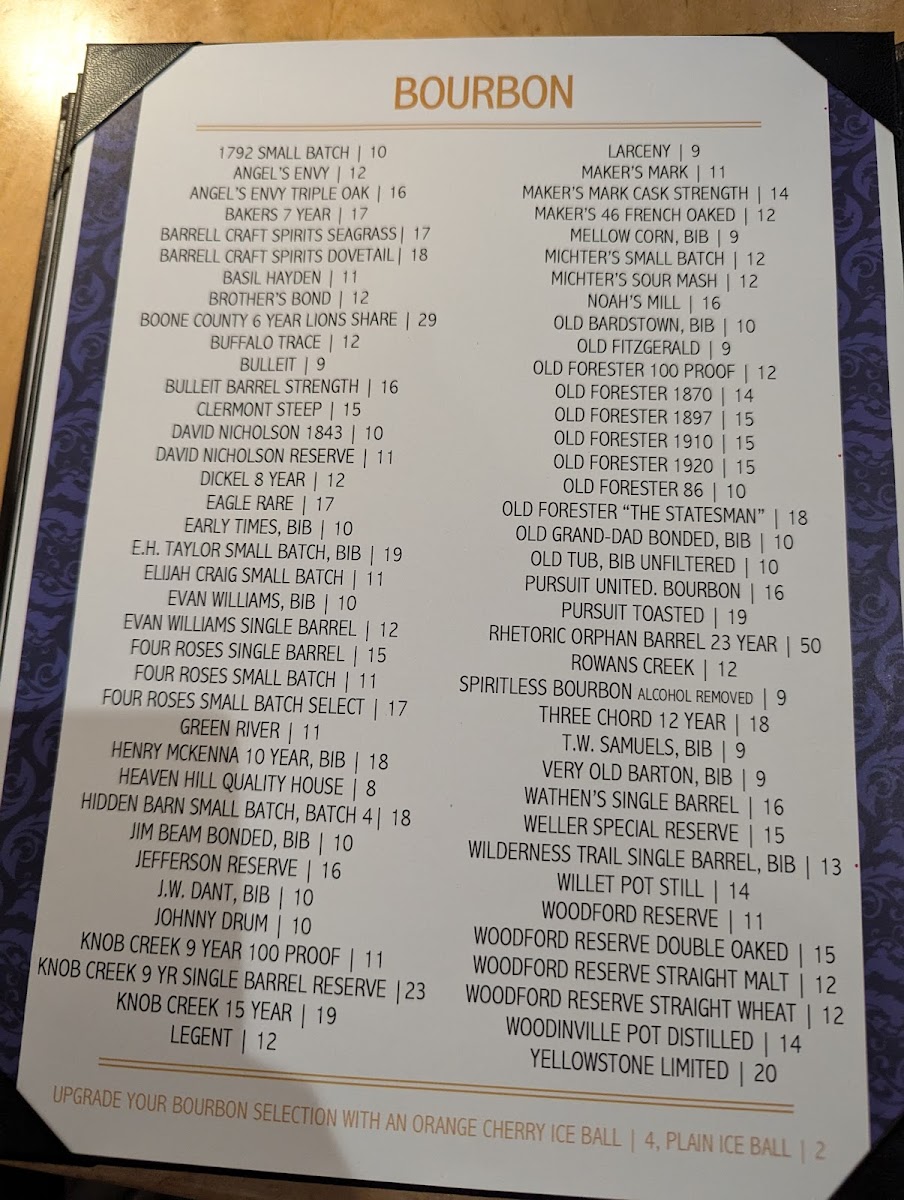 BOURBON
1792 SMALL BATCH | 10
ANGEL'S ENVY | 12
ANGEL'S ENVY TRIPLE OAK | 16
BAKERS 7 YEAR | 17
BARRELL CRAFT SPIRITS SEAGRASS| 17
BARRELL CRAFT SPIRITS DOVETAIL| 18
BASIL HAYDEN | 11
BROTHER'S BOND | 12
BOONE COUNTY 6 YEAR LIONS SHARE | 29
BUFFALO TRACE | 12
BULLEIT | 9
BULLEIT BARREL STRENGTH | 16
CLERMONT STEEP | 15
DAVID NICHOLSON 1843 | 10
DAVID NICHOLSON RESERVE | 11
DICKEL 8 YEAR | 12
EAGLE RARE | 17
EARLY TIMES, BIB | 10
E.H. TAYLOR SMALL BATCH, BIB | 19
ELIJAH CRAIG SMALL BATCH | 11
EVAN WILLIAMS, BIB | 10
EVAN WILLIAMS SINGLE BARREL | 12
FOUR ROSES SINGLE BARREL | 15
FOUR ROSES SMALL BATCH | 11
FOUR ROSES SMALL BATCH SELECT | 17
GREEN RIVER | 11
HENRY MCKENNA 10 YEAR, BIB | 18
HEAVEN HILL QUALITY HOUSE | 8
HIDDEN BARN SMALL BATCH, BATCH 4| 18
JIM BEAM BONDED, BIB | 10
JEFFERSON RESERVE | 16
J.W. DANT, BIB | 10
JOHNNY DRUM | 10
KNOB CREEK 9 YEAR 100 PROOF | 11
KNOB CREEK 9 YR SINGLE BARREL RESERVE |23
KNOB CREEK 15 YEAR | 19
LEGENT | 12
LARCENY | 9
MAKER'S MARK | 11
MAKER'S MARK CASK STRENGTH | 14
MAKER'S 46 FRENCH OAKED | 12
MELLOW CORN, BIB | 9
MICHTER'S SMALL BATCH | 12
MICHTER'S SOUR MASH | 12
NOAH'S MILL | 16
OLD BARDSTOWN, BIB | 10
OLD FITZGERALD | 9
OLD FORESTER 100 PROOF | 12
OLD FORESTER 1870 | 14
OLD FORESTER 1897 | 15
OLD FORESTER 1910 | 15
OLD FORESTER 1920 | 15
OLD FORESTER 86 | 10
OLD FORESTER "THE STATESMAN" | 18
OLD GRAND-DAD BONDED, BIB | 10
OLD TUB, BIB UNFILTERED | 10
PURSUIT UNITED. BOURBON | 16
PURSUIT TOASTED | 19
RHETORIC ORPHAN BARREL 23 YEAR | 50
ROWANS CREEK | 12
SPIRITLESS BOURBON ALCOHOL REMOVED | 9
THREE CHORD 12 YEAR | 18
T.W. SAMUELS, BIB | 9
VERY OLD BARTON, BIB | 9
WATHEN'S SINGLE BARREL | 16
WELLER SPECIAL RESERVE | 15
WILDERNESS TRAIL SINGLE BARREL, BIB | 13
WILLET POT STILL | 14
WOODFORD RESERVE | 11
WOODFORD RESERVE DOUBLE OAKED | 15
WOODFORD RESERVE STRAIGHT MALT | 12
WOODFORD RESERVE STRAIGHT WHEAT | 12
WOODINVILLE POT DISTILLED | 14
YELLOWSTONE LIMITED | 20
UPGRADE YOUR BOURBON SELECTION WITH AN ORANGE CHERRY ICE BALL | 4, PLAIN ICE BALL | 2